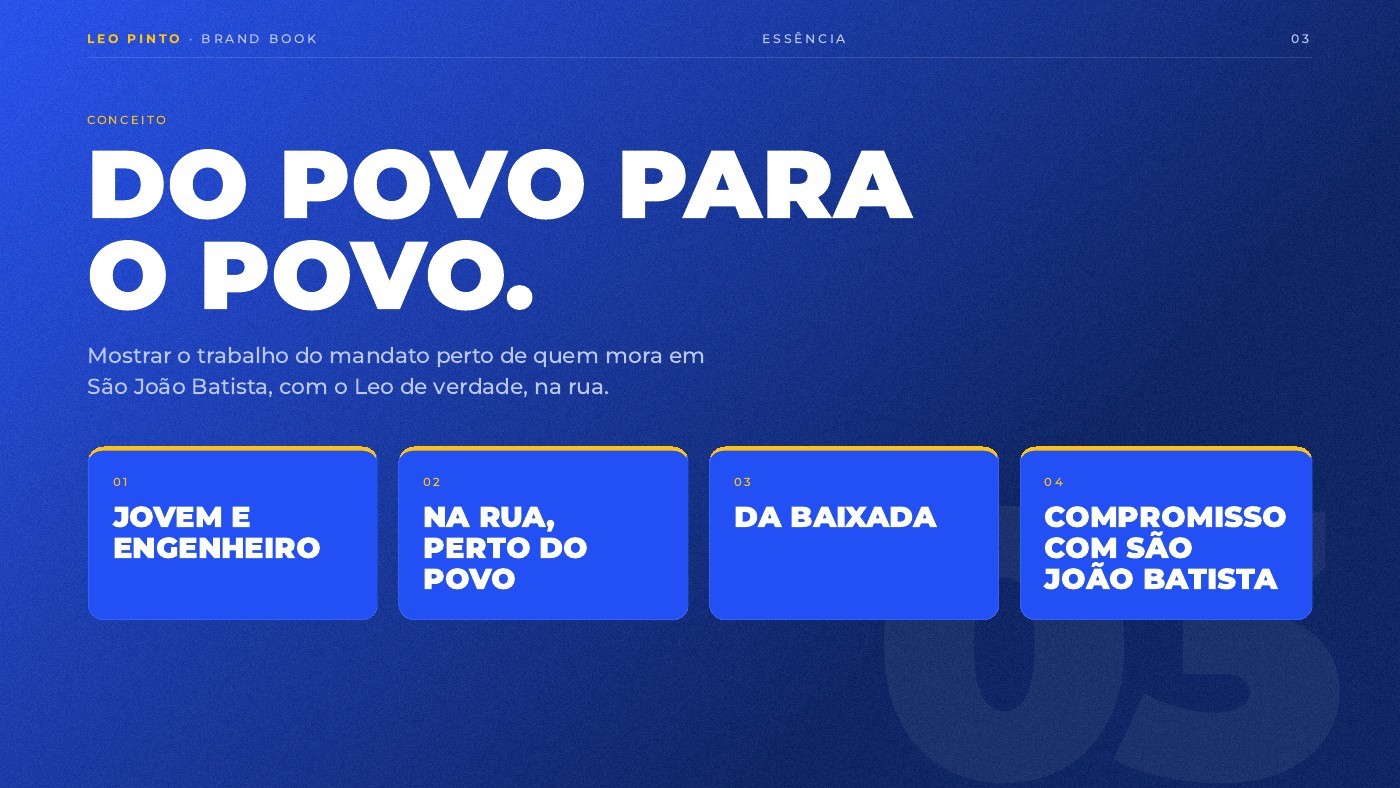 LEO PINTO · BRAND BOOK
ESSÊNCIA
03
CONCEITO
DO POVO PARA
O POVO.
Mostrar o trabalho do mandato perto de quem mora em
São João Batista, com o Leo de verdade, na rua.
01
JOVEM E
ENGENHEIRO
02
NA RUA,
PERTO DO
POVO
03
DA BAIXADA
04
COMPROMISSO
COM SÃO
JOÃO BATISTA
03